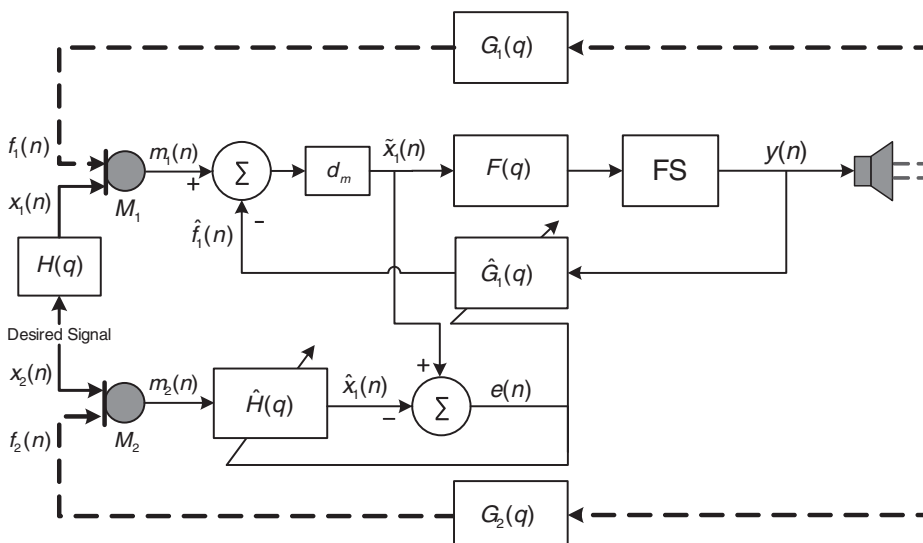 G₁(q)
f₁(n)
m₁(n)
x̃₁(n)
y(n)
+
Σ
dₘ
F(q)
FS
x₁(n)
M₁
−
f̂₁(n)
H(q)
Ĝ₁(q)
Desired Signal
x₂(n)
m₂(n)
x̂₁(n)
+
e(n)
Ĥ(q)
−
Σ
f₂(n)
M₂
G₂(q)